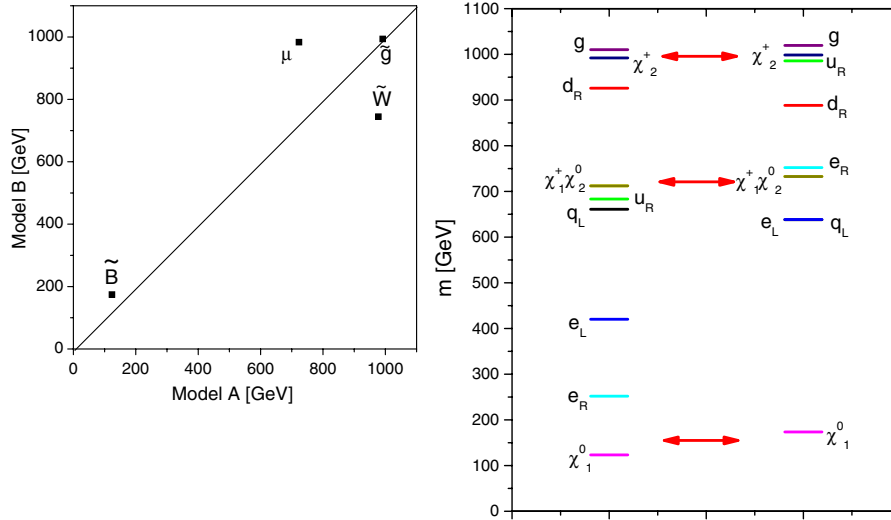 1000
800
600
400
200
0
Model B [GeV]
μ
g̃
W̃
B̃
0 200 400 600 800 1000
Model A [GeV]
1100
1000
900
800
700
600
500
400
300
200
100
0
m [GeV]
g
χ⁺₂
d_R
χ⁺₁χ⁰₂
u_R
q_L
e_L
e_R
χ⁰₁
g
χ⁺₂
u_R
d_R
e_R
χ⁺₁χ⁰₂
e_L q_L
χ⁰₁